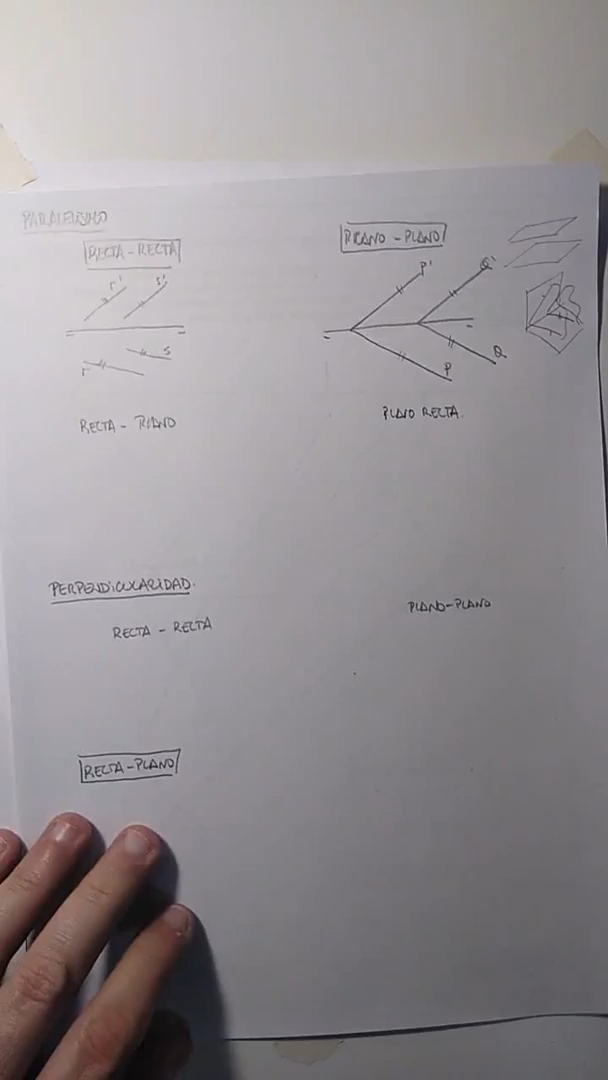 PARALELISMO
RECTA-RECTA
r' s'
s
r
PLANO-PLANO
P' Q'
Q
P
RECTA - PLANO
PLANO RECTA.
PERPENDICULARIDAD.
RECTA - RECTA
PLANO-PLANO
RECTA-PLANO